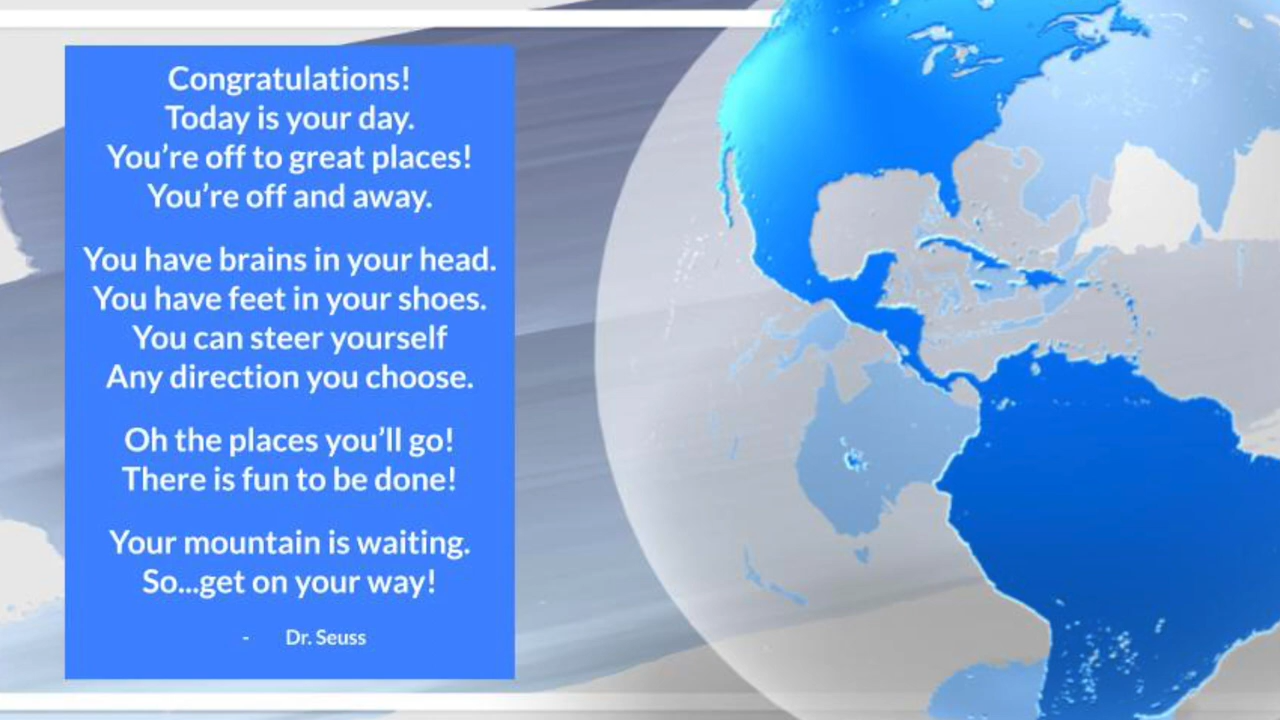 Congratulations!
Today is your day.
You’re off to great places!
You’re off and away.
You have brains in your head.
You have feet in your shoes.
You can steer yourself
Any direction you choose.
Oh the places you’ll go!
There is fun to be done!
Your mountain is waiting.
So...get on your way!
- Dr. Seuss